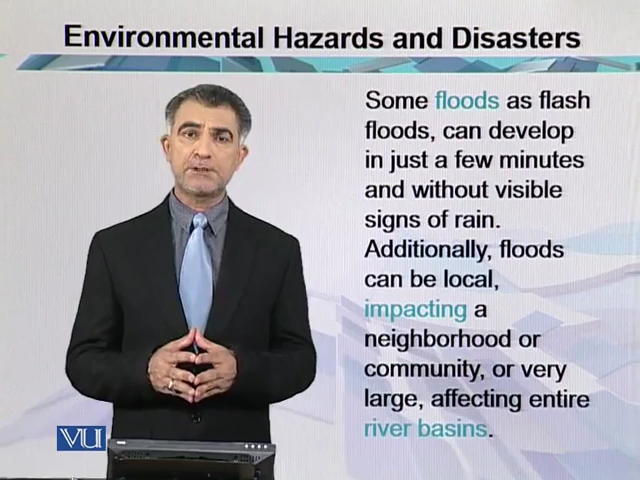 Environmental Hazards and Disasters
Some floods as flash
floods, can develop
in just a few minutes
and without visible
signs of rain.
Additionally, floods
can be local,
impacting a
neighborhood or
community, or very
large, affecting entire
river basins.
VU